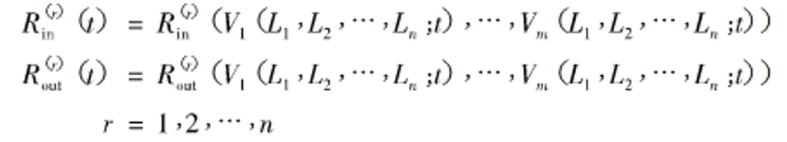 R_in^(r) (t) = R_in^(r) (V_1 (L_1, L_2, ⋯, L_n; t), ⋯, V_m (L_1, L_2, ⋯, L_n; t))
R_out^(r) (t) = R_out^(r) (V_1 (L_1, L_2, ⋯, L_n; t), ⋯, V_m (L_1, L_2, ⋯, L_n; t))
r = 1, 2, ⋯, n